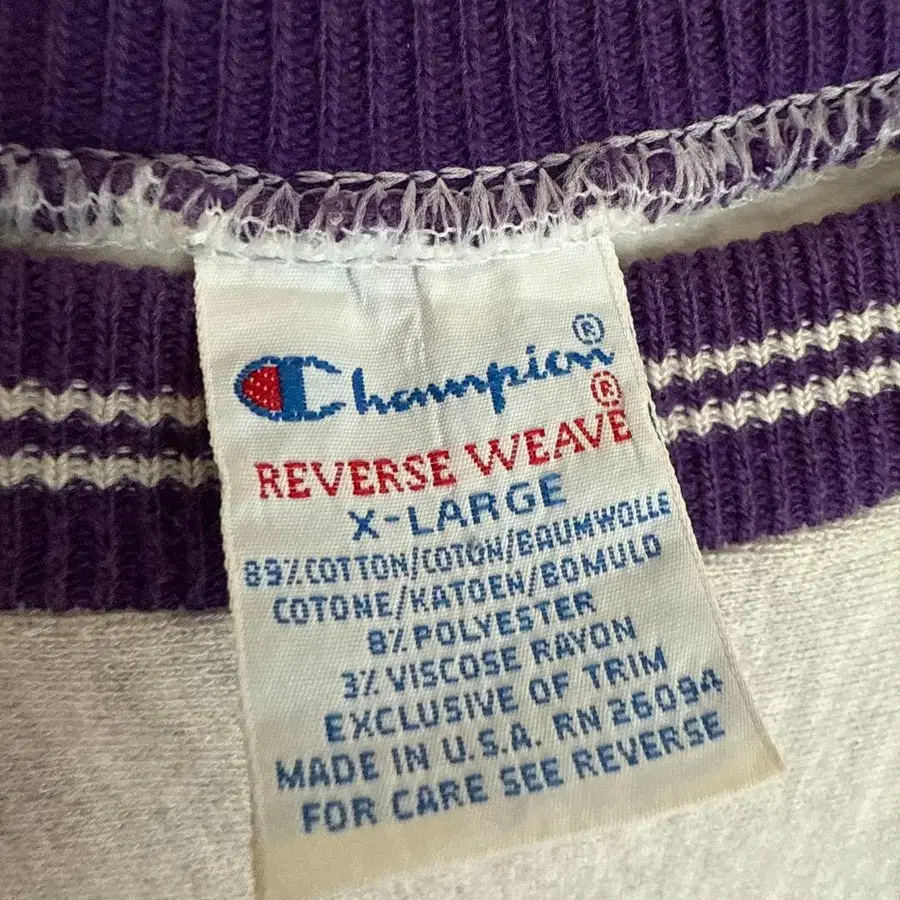 Champion®
REVERSE WEAVE®
X-LARGE
89% COTTON/COTON/BAUMWOLLE
COTONE/KATOEN/BOMULD
8% POLYESTER
3% VISCOSE RAYON
EXCLUSIVE OF TRIM
MADE IN U.S.A. RN 26094
FOR CARE SEE REVERSE